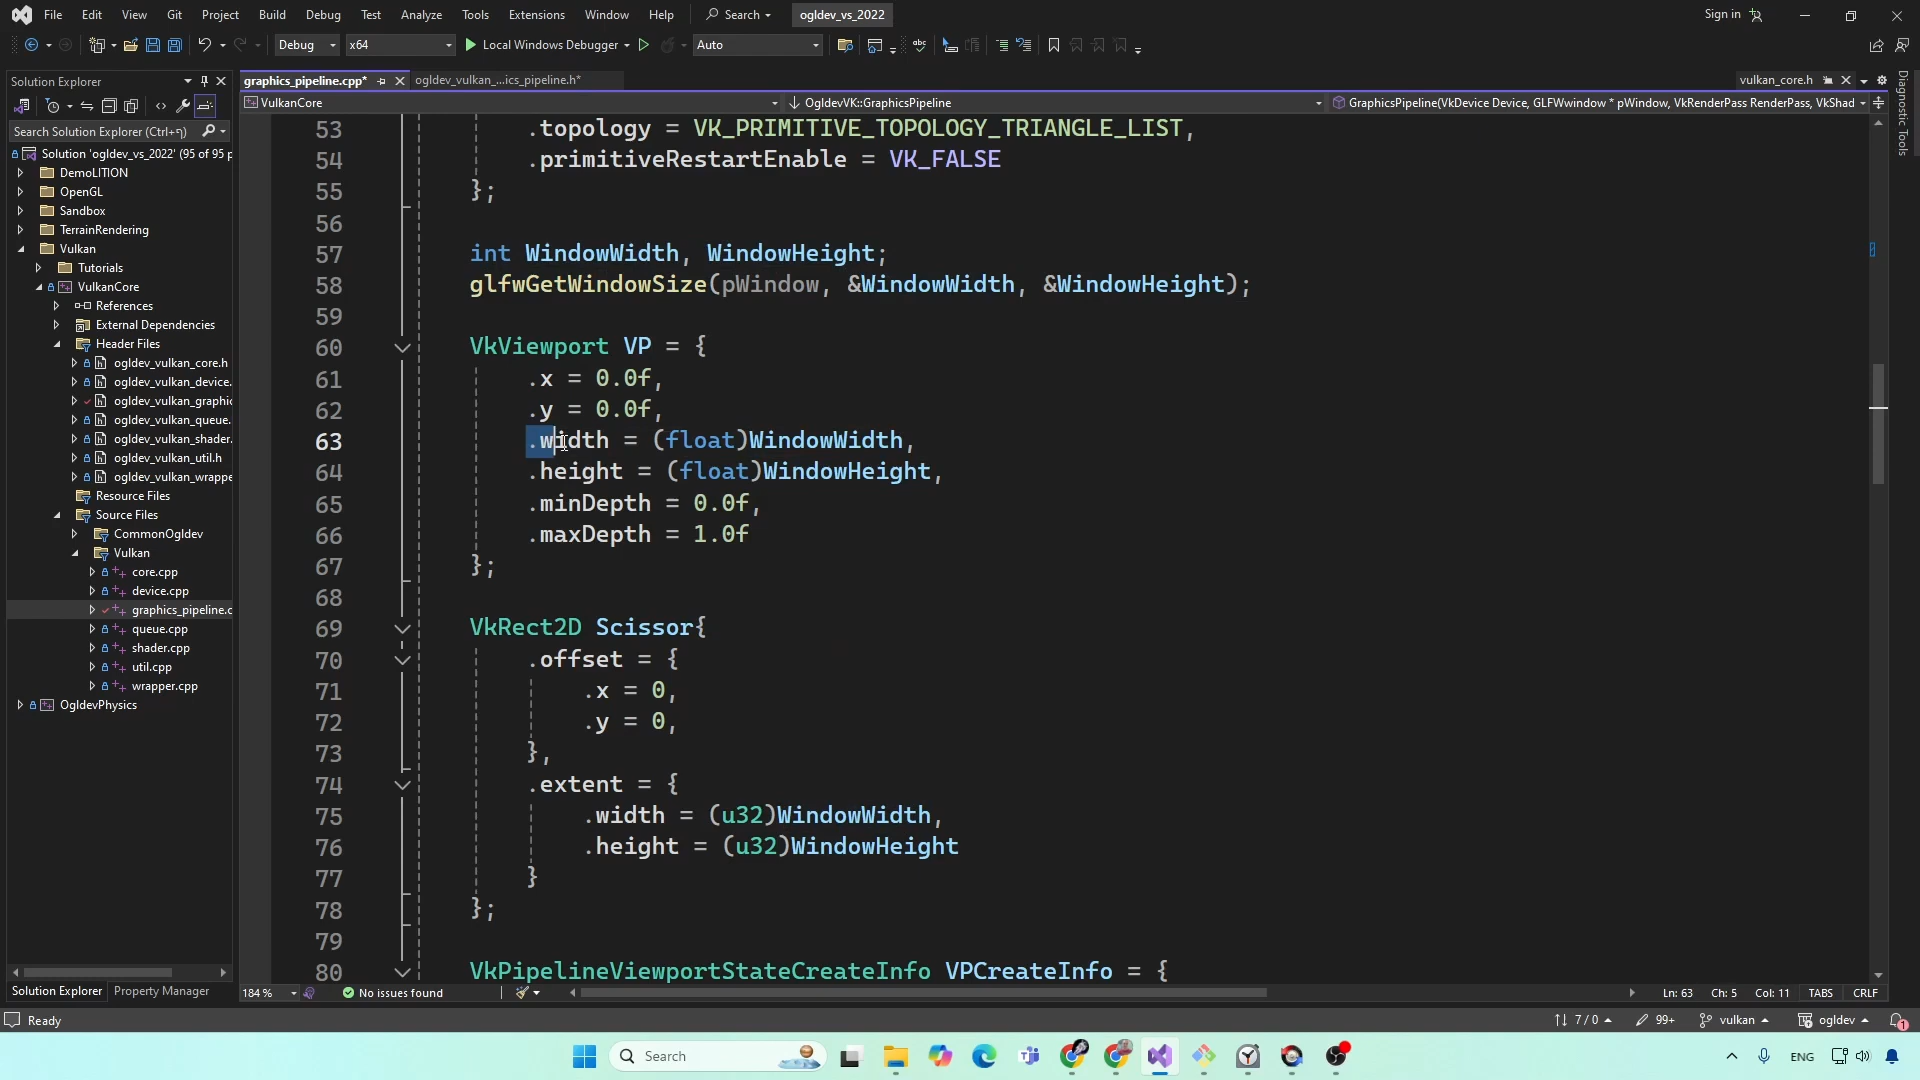 File Edit View Git Project Build Debug Test Analyze Tools Extensions Window Help Search ogldev_vs_2022 Sign in
Debug x64 Local Windows Debugger Auto
Solution Explorer
graphics_pipeline.cpp* ogldev_vulkan_...ics_pipeline.h* vulkan_core.h
VulkanCore OgldevVK::GraphicsPipeline GraphicsPipeline(VkDevice Device, GLFWwindow * pWindow, VkRenderPass RenderPass, VkShad
Diagnostic Tools
Search Solution Explorer (Ctrl+ק)
Solution 'ogldev_vs_2022' (95 of 95 p
DemoLITION
OpenGL
Sandbox
TerrainRendering
Vulkan
Tutorials
VulkanCore
References
External Dependencies
Header Files
ogldev_vulkan_core.h
ogldev_vulkan_device.
ogldev_vulkan_graphic
ogldev_vulkan_queue.
ogldev_vulkan_shader.
ogldev_vulkan_util.h
ogldev_vulkan_wrappe
Resource Files
Source Files
CommonOgldev
Vulkan
core.cpp
device.cpp
graphics_pipeline.c
queue.cpp
shader.cpp
util.cpp
wrapper.cpp
OgldevPhysics
Solution Explorer Property Manager
53 .topology = VK_PRIMITIVE_TOPOLOGY_TRIANGLE_LIST,
54 .primitiveRestartEnable = VK_FALSE
55 };
56
57 int WindowWidth, WindowHeight;
58 glfwGetWindowSize(pWindow, &WindowWidth, &WindowHeight);
59
60 VkViewport VP = {
61 .x = 0.0f,
62 .y = 0.0f,
63 .width = (float)WindowWidth,
64 .height = (float)WindowHeight,
65 .minDepth = 0.0f,
66 .maxDepth = 1.0f
67 };
68
69 VkRect2D Scissor{
70 .offset = {
71 .x = 0,
72 .y = 0,
73 },
74 .extent = {
75 .width = (u32)WindowWidth,
76 .height = (u32)WindowHeight
77 }
78 };
79
80 VkPipelineViewportStateCreateInfo VPCreateInfo = {
184 % No issues found Ln: 63 Ch: 5 Col: 11 TABS CRLF
Ready 7 / 0 99+ vulkan ogldev 1
Search ENG